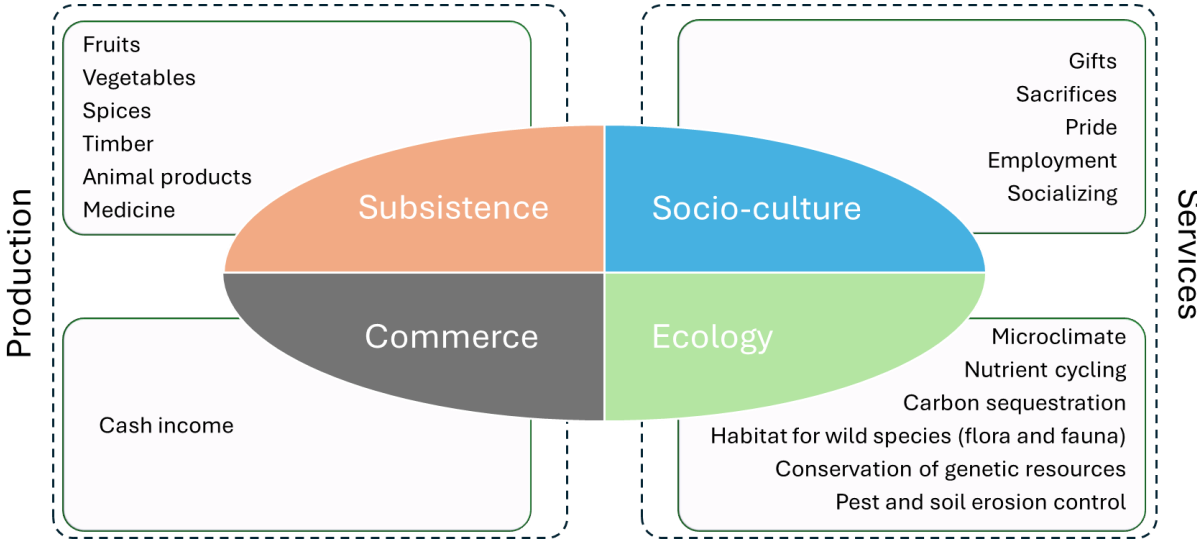 Production
Fruits
Vegetables
Spices
Timber
Animal products
Medicine
Subsistence
Socio-culture
Gifts
Sacrifices
Pride
Employment
Socializing
Services
Commerce
Cash income
Ecology
Microclimate
Nutrient cycling
Carbon sequestration
Habitat for wild species (flora and fauna)
Conservation of genetic resources
Pest and soil erosion control